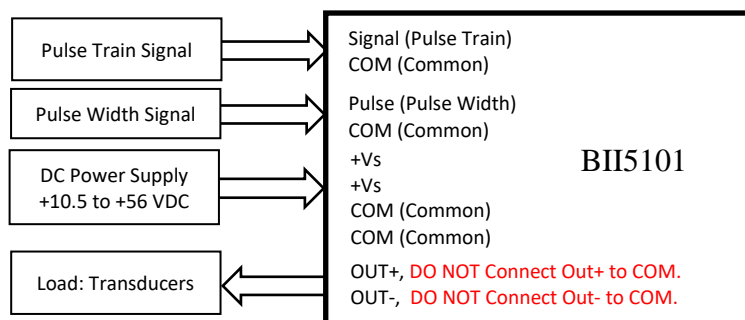 Pulse Train Signal
Pulse Width Signal
DC Power Supply
+10.5 to +56 VDC
Load: Transducers
Signal (Pulse Train)
COM (Common)
Pulse (Pulse Width)
COM (Common)
+Vs
+Vs
COM (Common)
COM (Common)
OUT+, DO NOT Connect Out+ to COM.
OUT-, DO NOT Connect Out- to COM.
BII5101